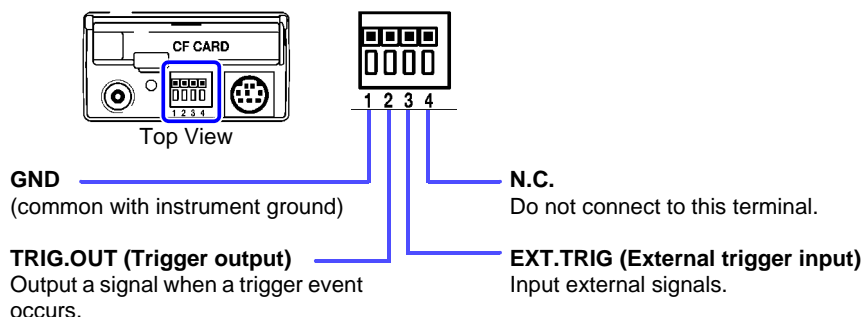 CF CARD
1 2 3 4
Top View
1 2 3 4
GND
(common with instrument ground)
TRIG.OUT (Trigger output)
Output a signal when a trigger event
occurs.
N.C.
Do not connect to this terminal.
EXT.TRIG (External trigger input)
Input external signals.